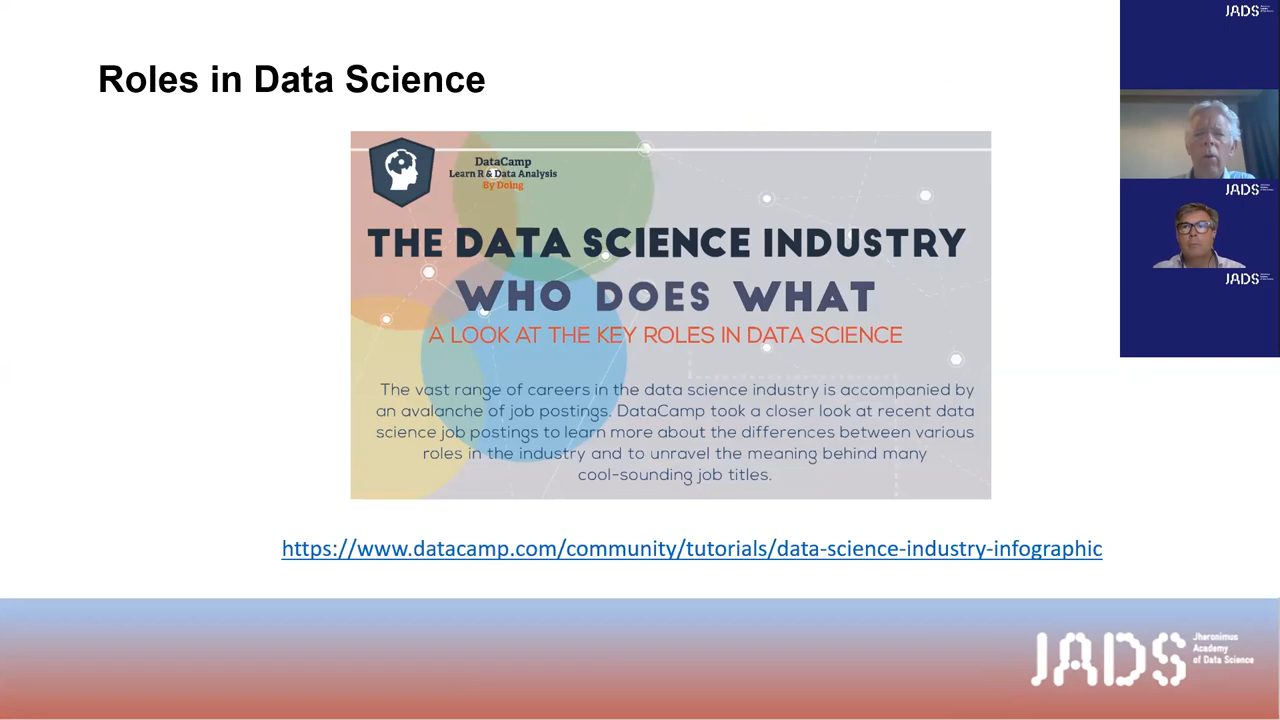 Roles in Data Science
DataCamp
Learn R & Data Analysis
By Doing
THE DATA SCIENCE INDUSTRY
WHO DOES WHAT
A LOOK AT THE KEY ROLES IN DATA SCIENCE
The vast range of careers in the data science industry is accompanied by
an avalanche of job postings. DataCamp took a closer look at recent data
science job postings to learn more about the differences between various
roles in the industry and to unravel the meaning behind many
cool-sounding job titles.
https://www.datacamp.com/community/tutorials/data-science-industry-infographic
JADS
JADS
JADS
JADS
Jheronimus
Academy
of Data Science